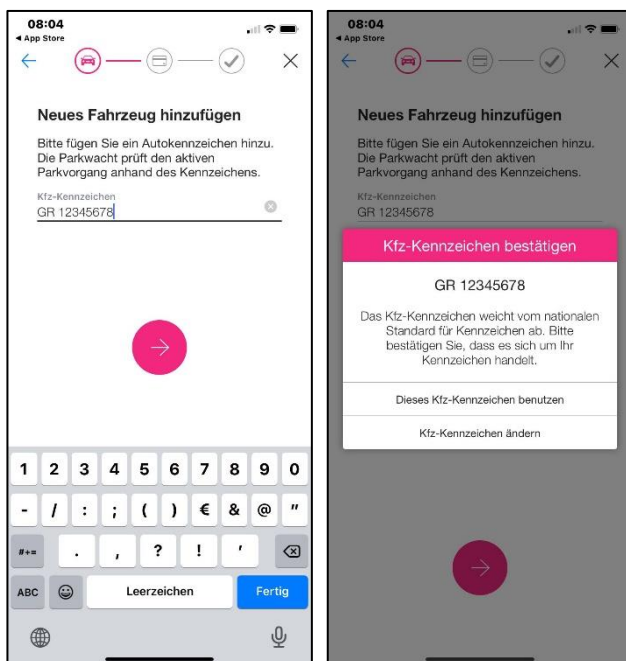 08:04
◀ App Store
Neues Fahrzeug hinzufügen
Bitte fügen Sie ein Autokennzeichen hinzu.
Die Parkwacht prüft den aktiven
Parkvorgang anhand des Kennzeichens.
Kfz-Kennzeichen
GR 12345678
1 2 3 4 5 6 7 8 9 0
- / : ; ( ) € & @ "
#+= . , ? ! '
ABC Leerzeichen Fertig
08:04
◀ App Store
Neues Fahrzeug hinzufügen
Bitte fügen Sie ein Autokennzeichen hinzu.
Die Parkwacht prüft den aktiven
Parkvorgang anhand des Kennzeichens.
Kfz-Kennzeichen
GR 12345678
Kfz-Kennzeichen bestätigen
GR 12345678
Das Kfz-Kennzeichen weicht vom nationalen
Standard für Kennzeichen ab. Bitte
bestätigen Sie, dass es sich um Ihr
Kennzeichen handelt.
Dieses Kfz-Kennzeichen benutzen
Kfz-Kennzeichen ändern